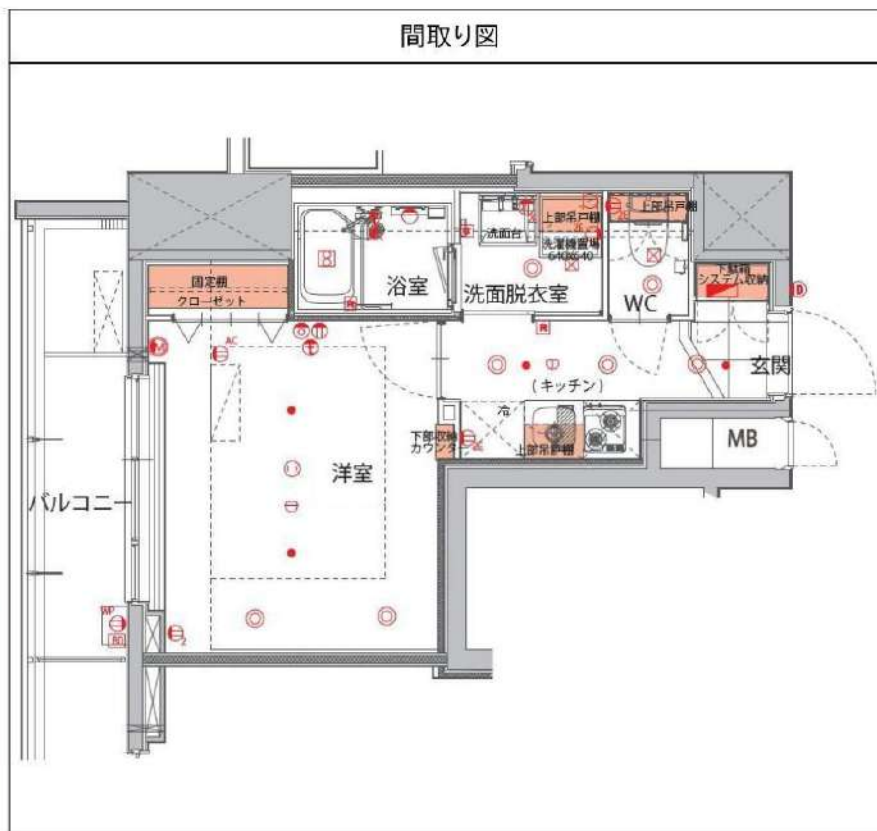 間取り図
固定棚
クローゼット
浴室
洗面台
上部吊戸棚
洗濯機置場
640X640
洗面脱衣室
2E
上部吊戸棚
WC
下駄箱
システム収納
D
玄関
AC
(キッチン)
冷
下部収納
カウンター
上部吊戸棚
MB
洋室
バルコニー
WP
2